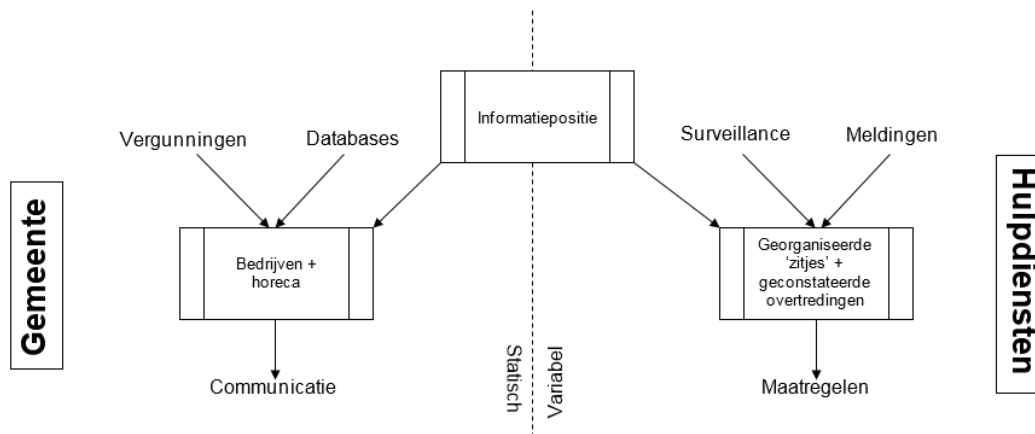 Informatiepositie
Vergunningen
Databases
Surveillance
Meldingen
Gemeente
Bedrijven +
horeca
Georganiseerde
‘zitjes’ +
geconstateerde
overtredingen
Hulpdiensten
Statisch
Variabel
Communicatie
Maatregelen